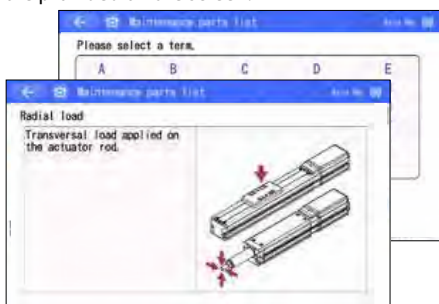 Maintenance parts list
Please select a term.
A B C D E
Maintenance parts list
Radial load
Transversal load applied on
the actuator rod.